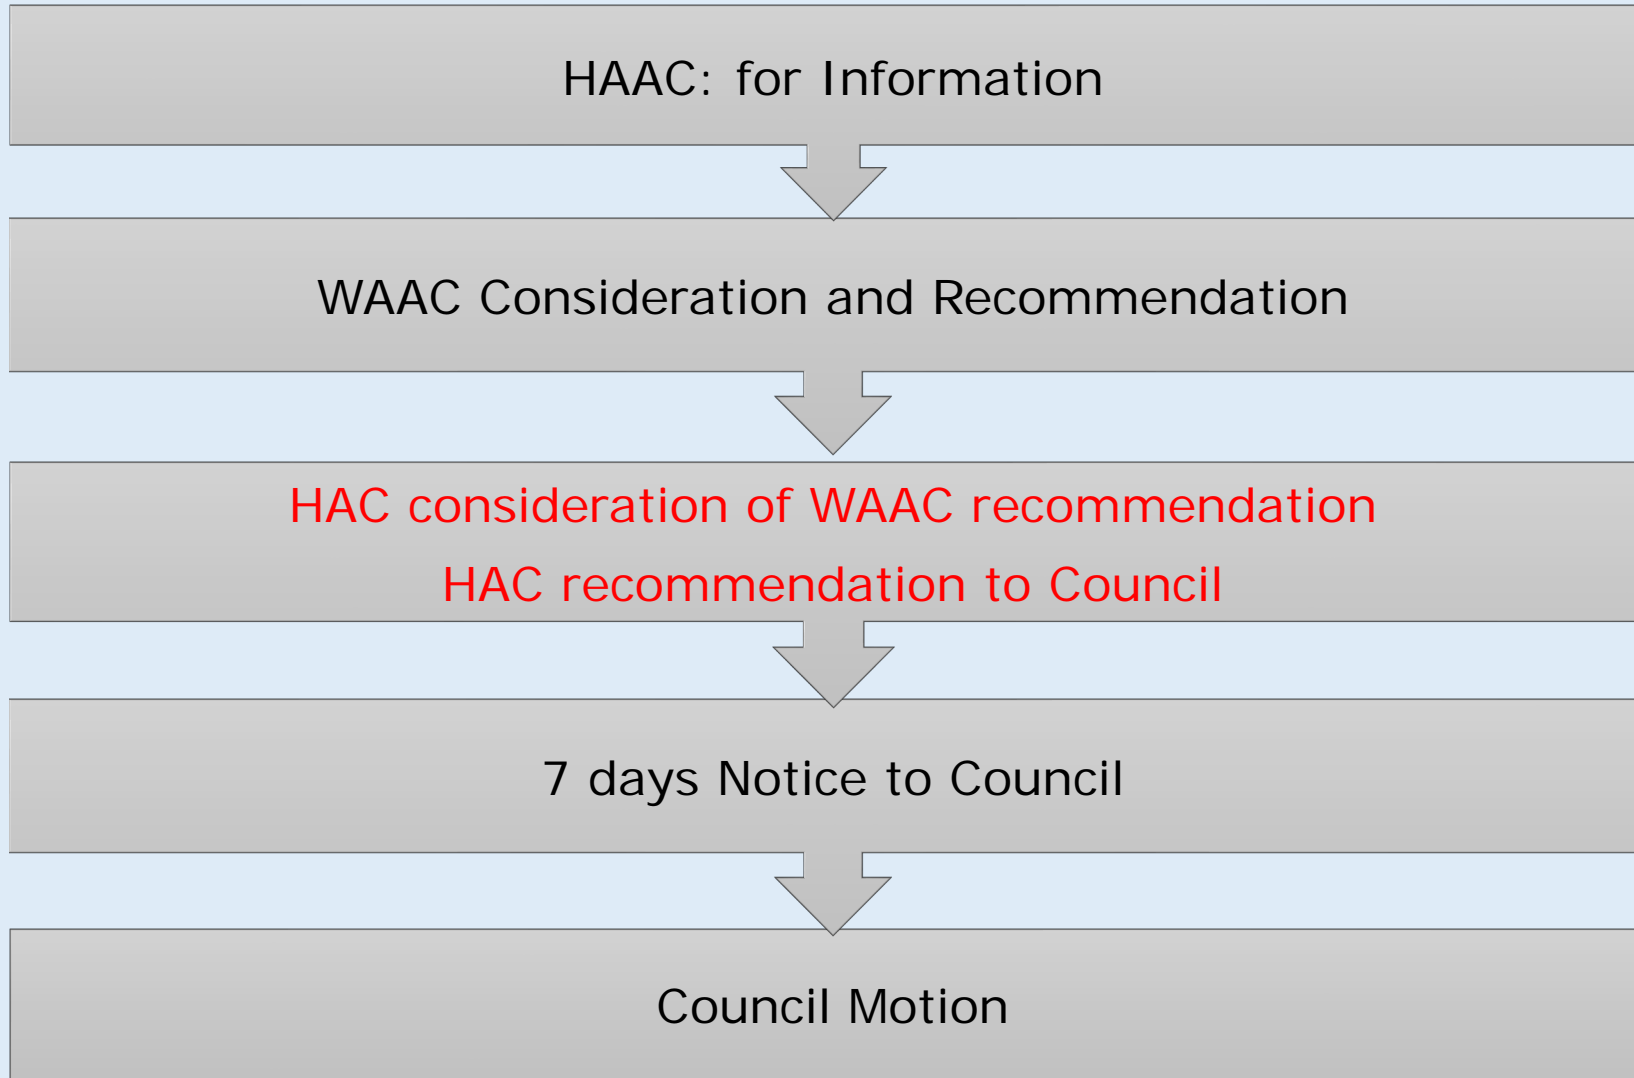 HAAC: for Information
WAAC Consideration and Recommendation
HAC consideration of WAAC recommendation
HAC recommendation to Council
7 days Notice to Council
Council Motion